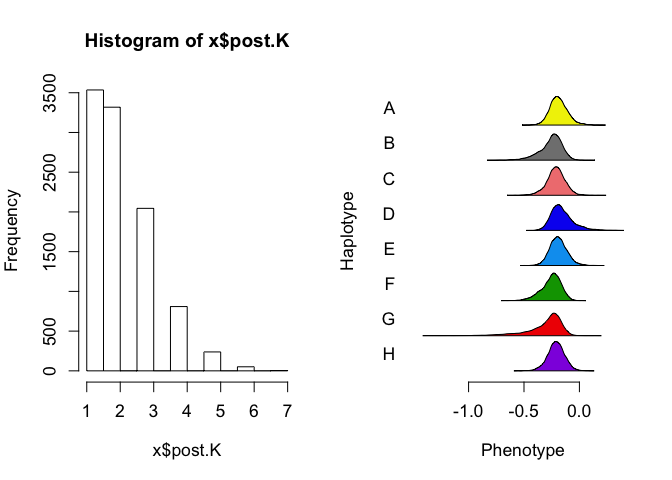 Histogram of x$post.K
Frequency
0
500
1500
2500
3500
1 2 3 4 5 6 7
x$post.K
Haplotype
A
B
C
D
E
F
G
H
-1.0 -0.5 0.0
Phenotype